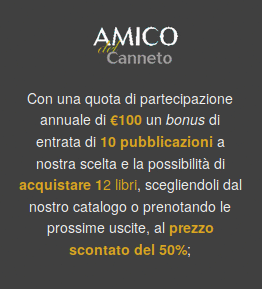 AMICO
del
Canneto
Con una quota di partecipazione
annuale di €100 un bonus di
entrata di 10 pubblicazioni a
nostra scelta e la possibilità di
acquistare 12 libri, scegliendoli dal
nostro catalogo o prenotando le
prossime uscite, al prezzo
scontato del 50%;